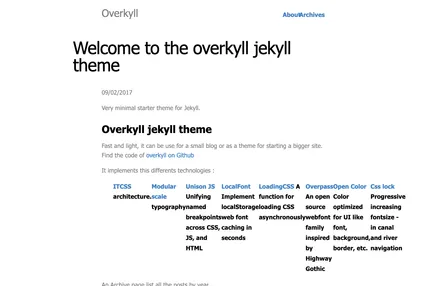 Overkyll
About Archives
Welcome to the overkyll jekyll
theme
09/02/2017
Very minimal starter theme for Jekyll.
Overkyll jekyll theme
Fast and light, it can be use for a small blog or as a theme for starting a bigger site.
Find the code of overkyll on Github
It implements this differents technologies :
ITCSS
architecture.
Modular
scale
typography
Unison JS
Unifying
named
breakpoints
across CSS,
JS, and
HTML
LocalFont
Implement
localStorage
web font
caching in
seconds
LoadingCSS A
function for
loading CSS
asynchronously
Overpass
An open
source
webfont
family
inspired
by
Highway
Gothic
Open Color
Color
optimized
for UI like
font,
background,
border, etc.
Css lock
Progressive
increasing
fontsize -
in canal
and river
navigation
An Archive page list all the posts by year.